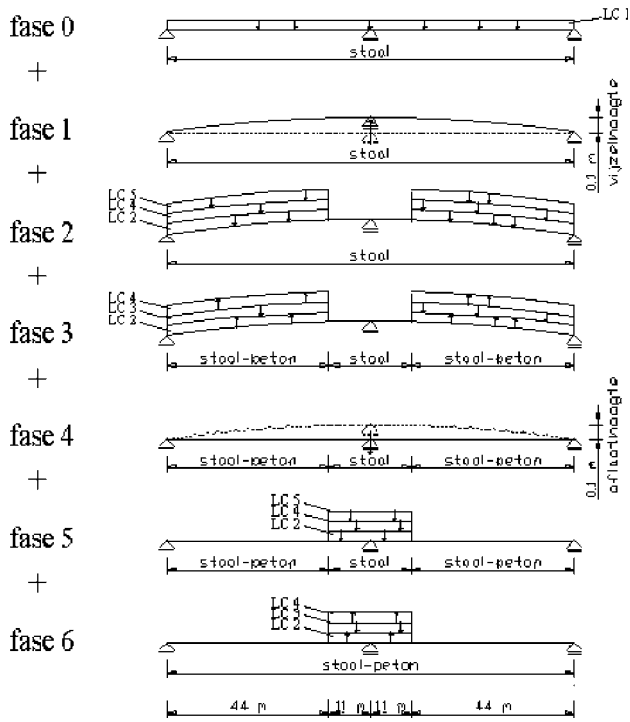 fase 0
LC 1
staal
+
fase 1
staal
0.1 m
vijzelhoogte
+
LC 5
LC 4
LC 2
fase 2
staal
+
LC 4
LC 3
LC 2
fase 3
staal-beton staal staal-beton
+
fase 4
staal-beton staal staal-beton
0.1 m
aflaathoogte
+
LC 5
LC 4
LC 2
fase 5
staal-beton staal staal-beton
+
LC 4
LC 3
LC 2
fase 6
staal-beton
44 m 11 m 11 m 44 m